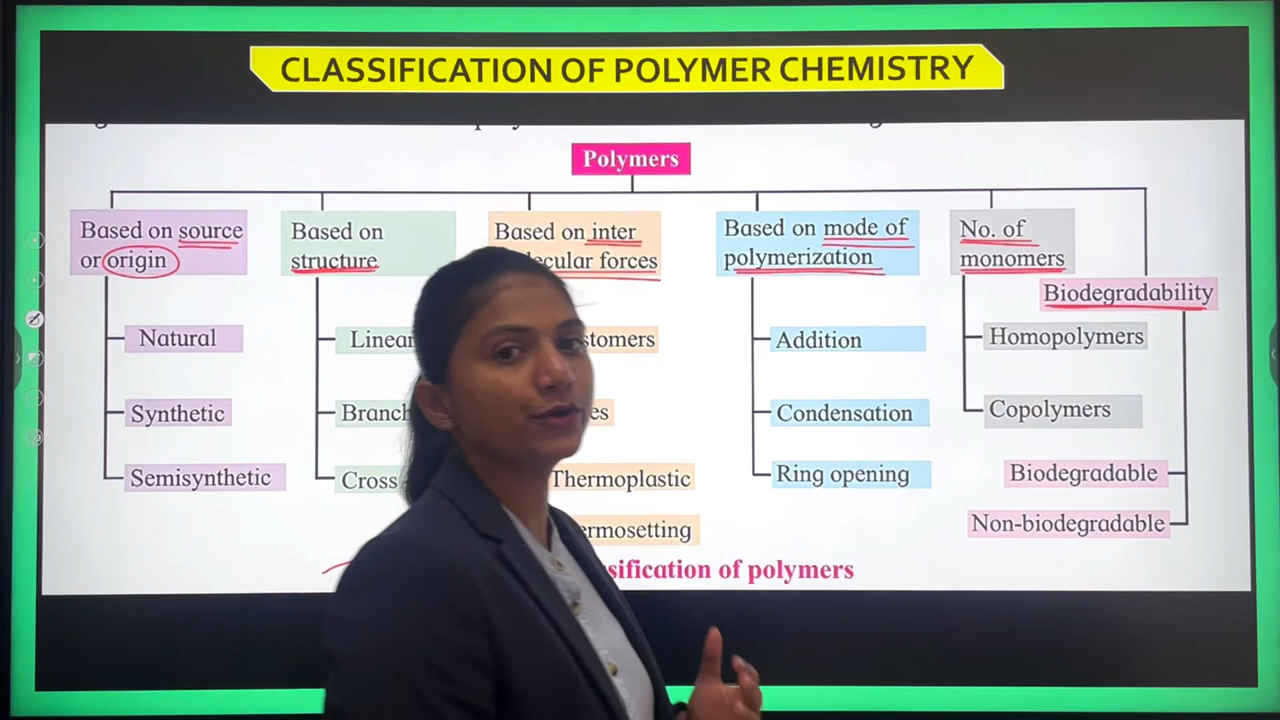 CLASSIFICATION OF POLYMER CHEMISTRY
Polymers
Based on source
or origin
Natural
Synthetic
Semisynthetic
Based on
structure
Linear
Cross
Based on inter
forces
Thermoplastic
Based on mode of
polymerization
Addition
Condensation
Ring opening
No. of
monomers
Homopolymers
Copolymers
Biodegradability
Biodegradable
Non-biodegradable
of polymers